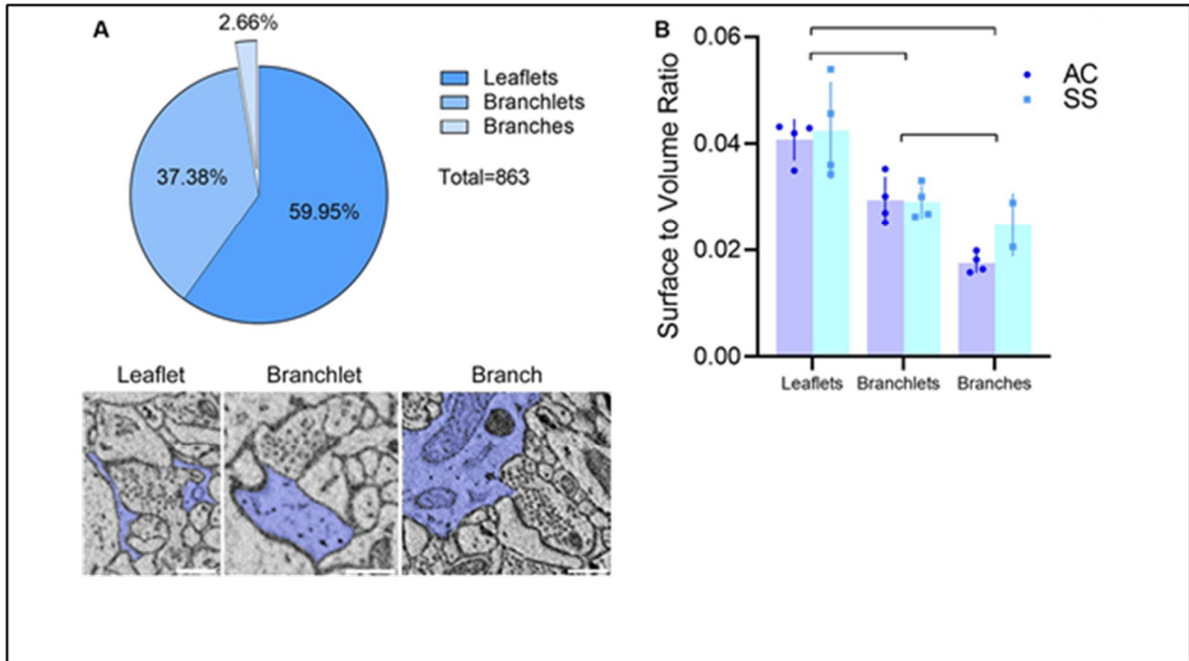 A
2.66%
37.38%
59.95%
Leaflets
Branchlets
Branches
Total=863
Leaflet Branchlet Branch
B
Surface to Volume Ratio
0.06
0.04
0.02
0.00
AC
SS
Leaflets Branchlets Branches